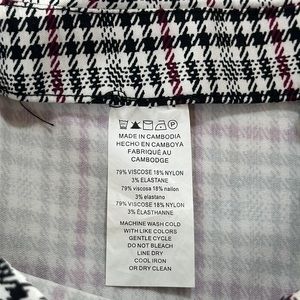 MADE IN CAMBODIA
HECHO EN CAMBOYA
FABRIQUÉ AU
CAMBODGE
79% VISCOSE 18% NYLON
3% ELASTANE
79% viscosa 18% nailon
3% elastano
79% VISCOSE 18% NYLON
3% ÉLASTHANNE
MACHINE WASH COLD
WITH LIKE COLORS
GENTLE CYCLE
DO NOT BLEACH
LINE DRY
COOL IRON
OR DRY CLEAN